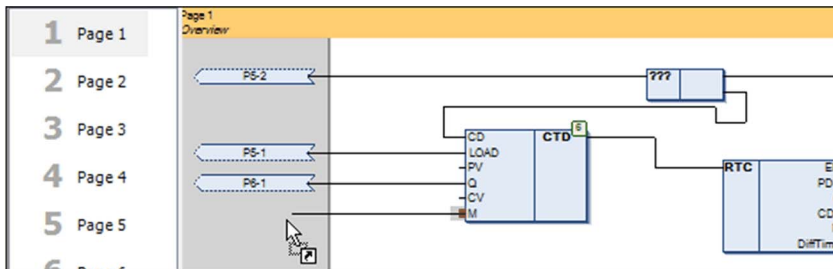 1 Page 1
2 Page 2
3 Page 3
4 Page 4
5 Page 5
Page 1
Overview
P5-2
???
P5-1
P6-1
CD CTD 6
LOAD
PV
Q
CV
M
RTC E
PD
CD
DiffTim